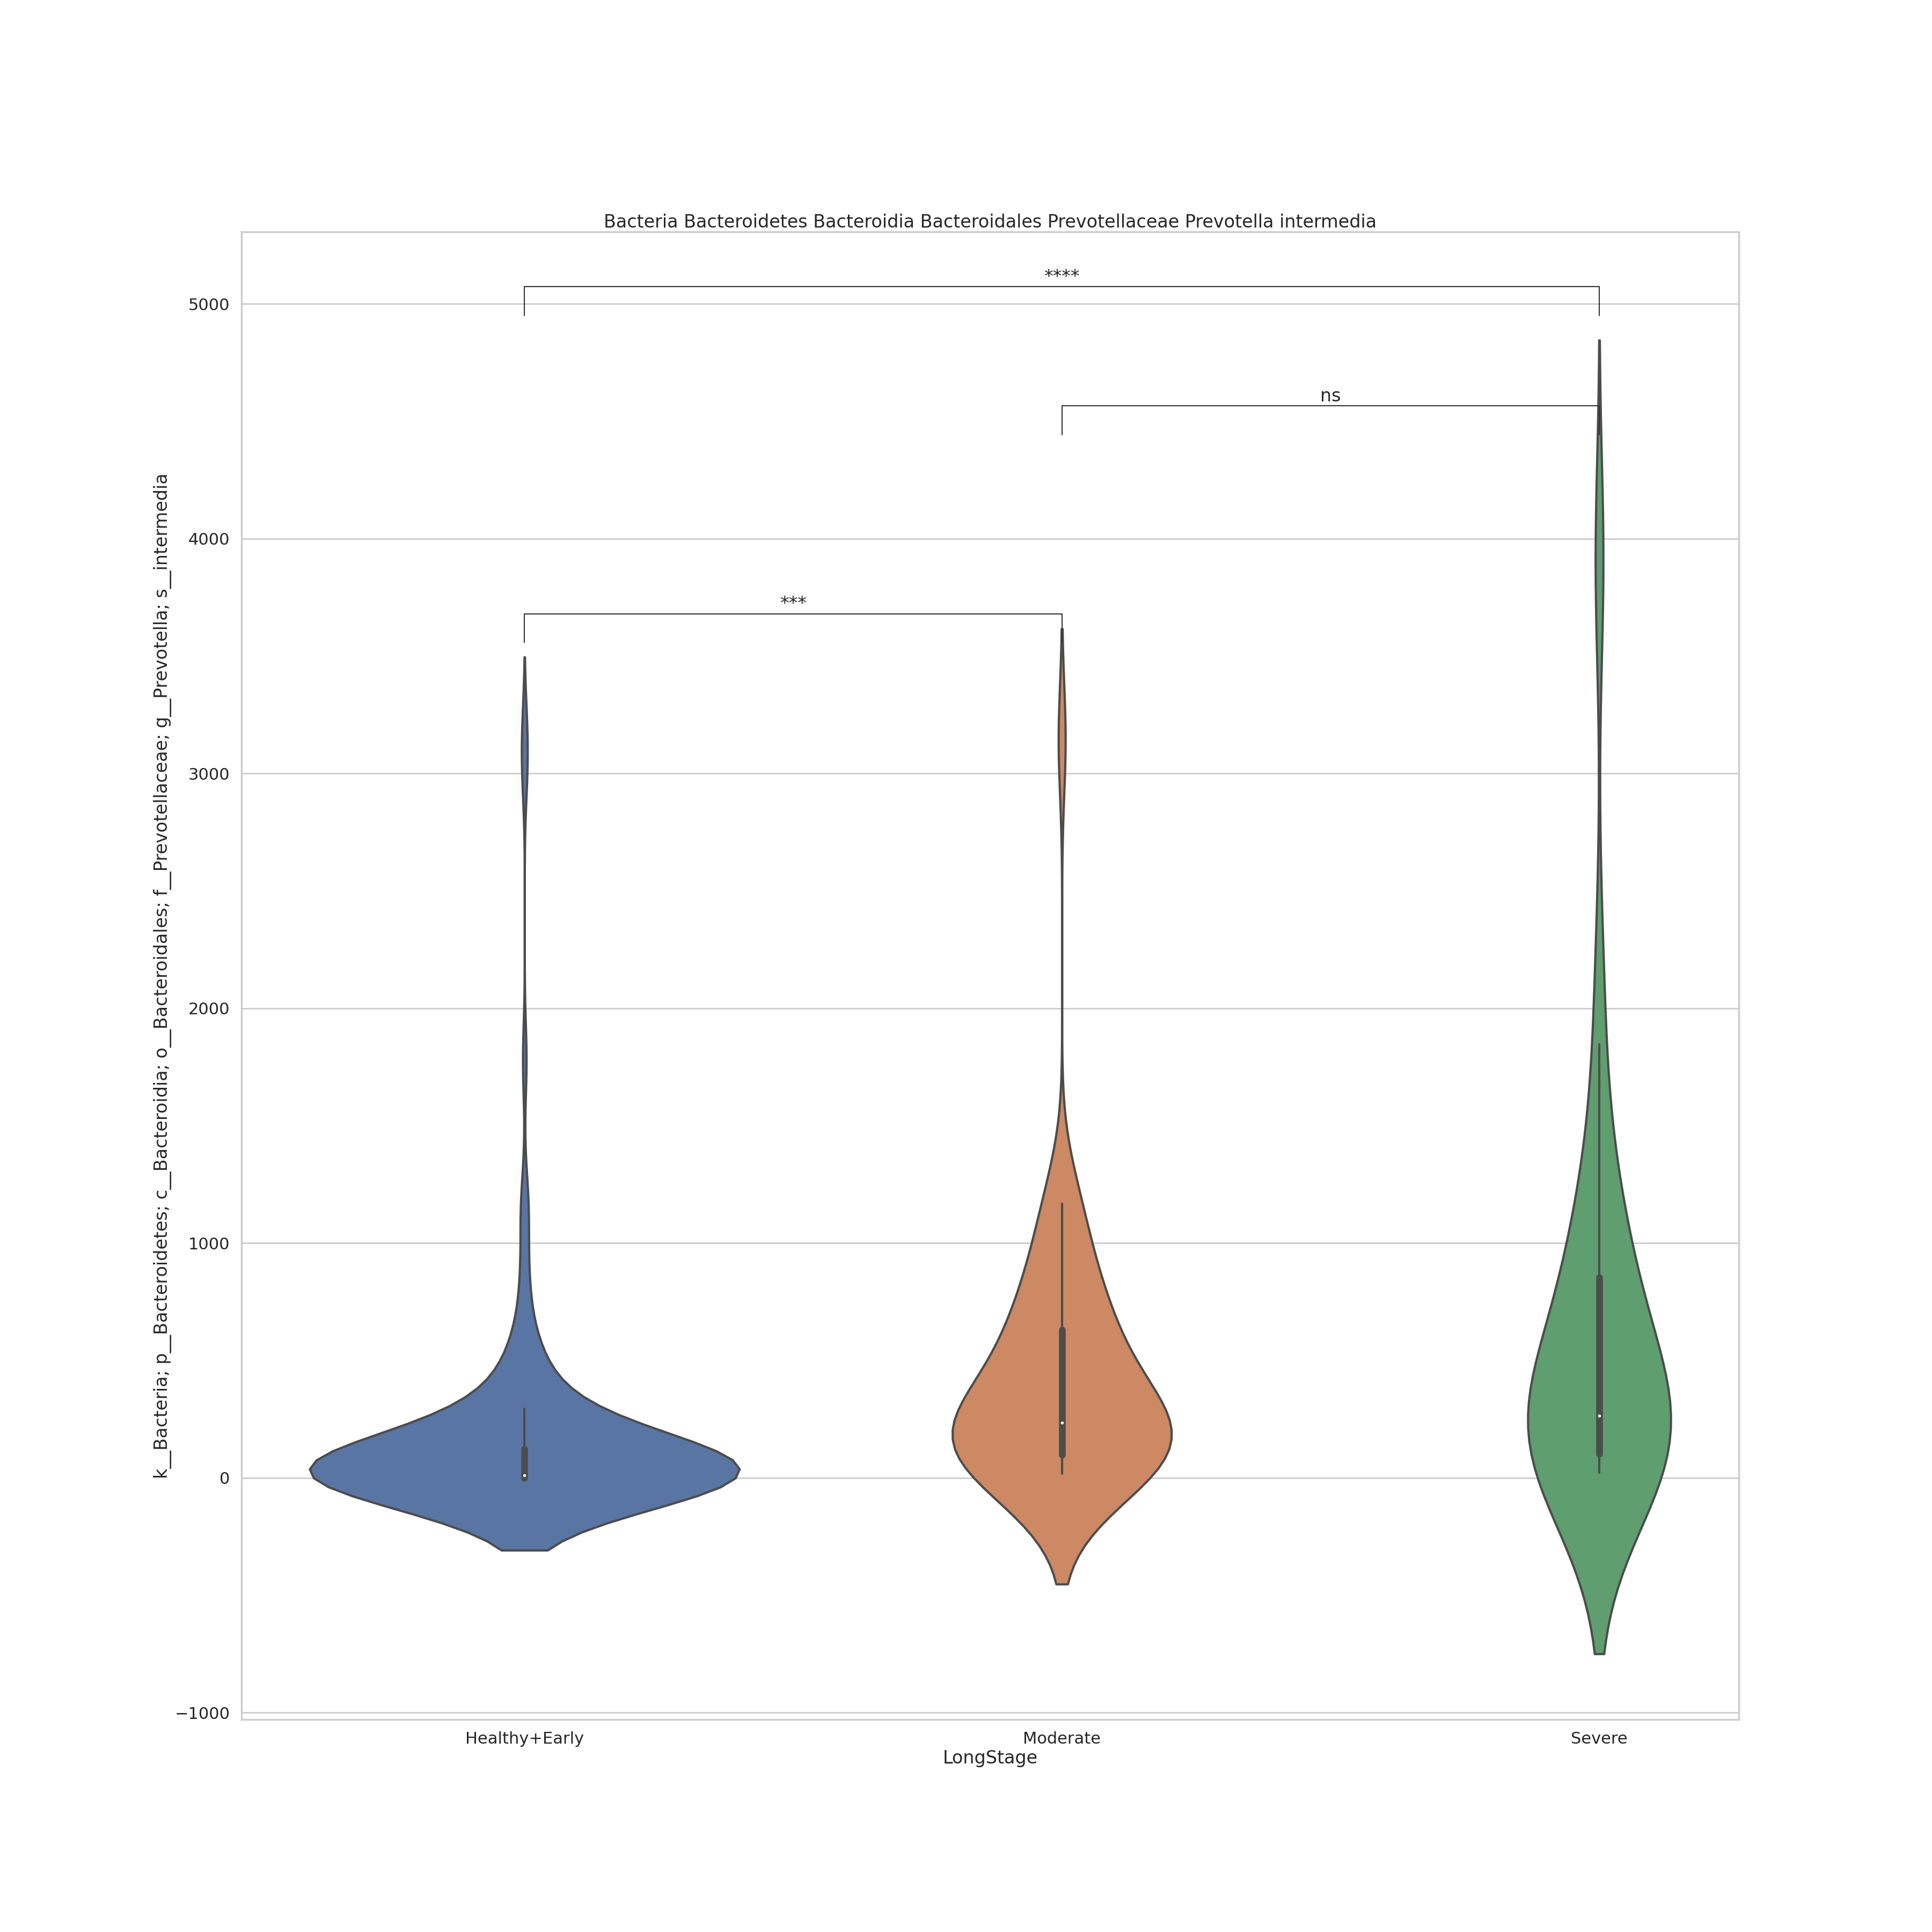 Bacteria Bacteroidetes Bacteroidia Bacteroidales Prevotellaceae Prevotella intermedia
k__Bacteria; p__Bacteroidetes; c__Bacteroidia; o__Bacteroidales; f__Prevotellaceae; g__Prevotella; s__intermedia
5000
4000
3000
2000
1000
0
−1000
****
ns
***
Healthy+Early
Moderate
Severe
LongStage